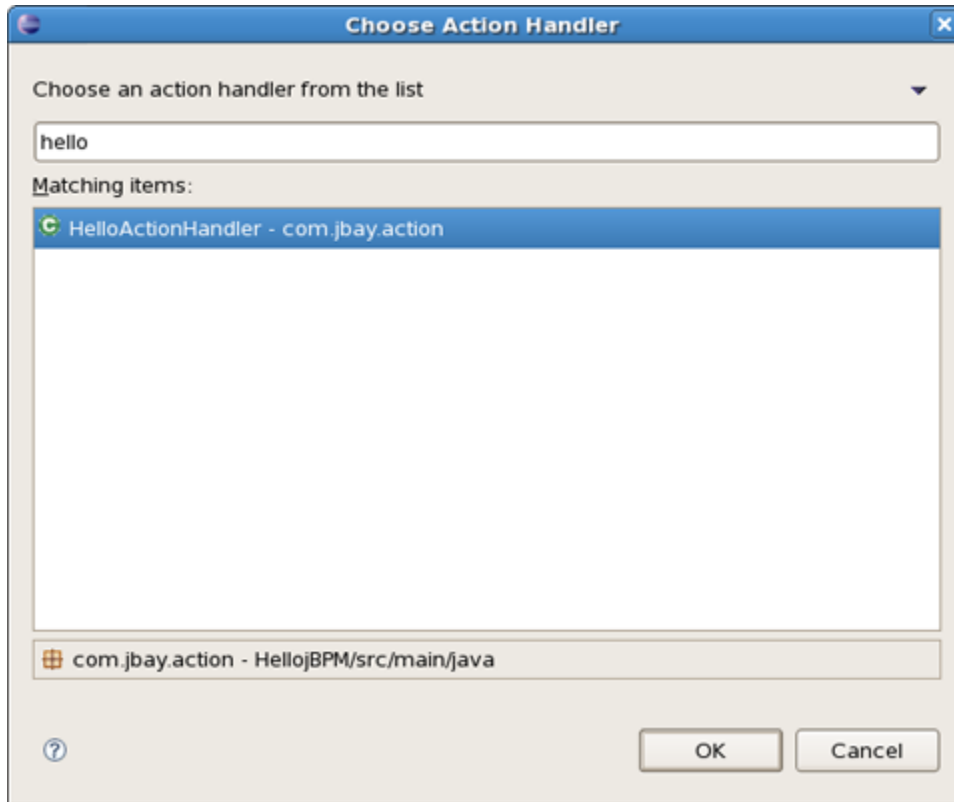 Choose Action Handler
Choose an action handler from the list
hello
Matching items:
HelloActionHandler - com.jbay.action
com.jbay.action - HellojBPM/src/main/java
OK Cancel